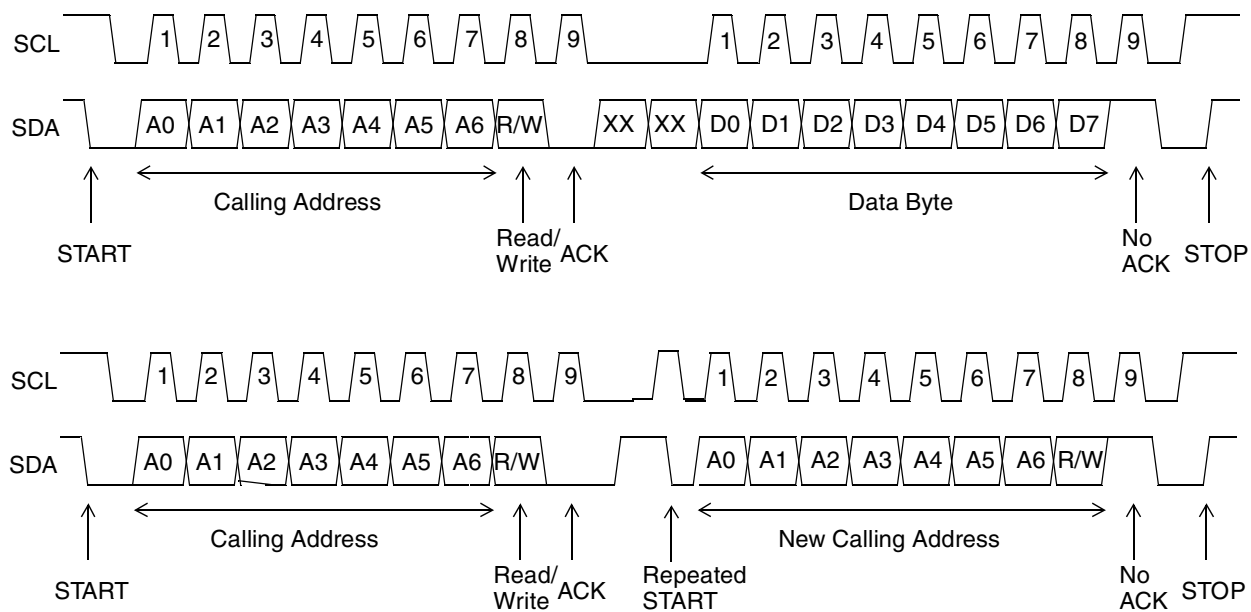 SCL 1 2 3 4 5 6 7 8 9 1 2 3 4 5 6 7 8 9
SDA A0 A1 A2 A3 A4 A5 A6 R/W XX XX D0 D1 D2 D3 D4 D5 D6 D7
Calling Address Data Byte
START Read/ ACK No STOP
Write ACK
SCL 1 2 3 4 5 6 7 8 9 1 2 3 4 5 6 7 8 9
SDA A0 A1 A2 A3 A4 A5 A6 R/W A0 A1 A2 A3 A4 A5 A6 R/W
Calling Address New Calling Address
START Read/ ACK Repeated No STOP
Write START ACK